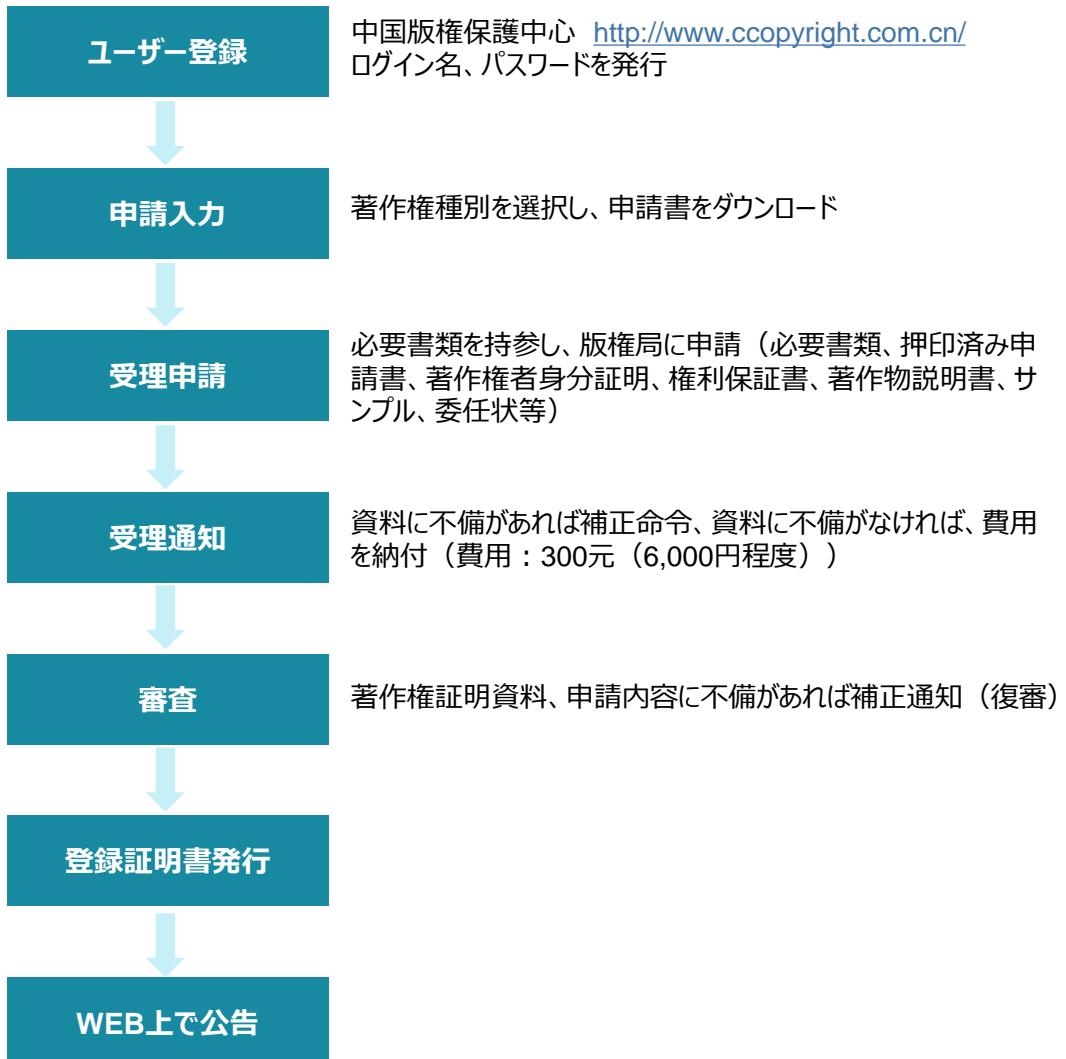 ユーザー登録
中国版権保護中心 http://www.ccopyright.com.cn/
ログイン名、パスワードを発行
申請入力
著作権種別を選択し、申請書をダウンロード
受理申請
必要書類を持参し、版権局に申請（必要書類、押印済み申
請書、著作権者身分証明、権利保証書、著作物説明書、サ
ンプル、委任状等）
受理通知
資料に不備があれば補正命令、資料に不備がなければ、費用
を納付（費用：300元（6,000円程度））
審査
著作権証明資料、申請内容に不備があれば補正通知（復審）
登録証明書発行
WEB上で公告